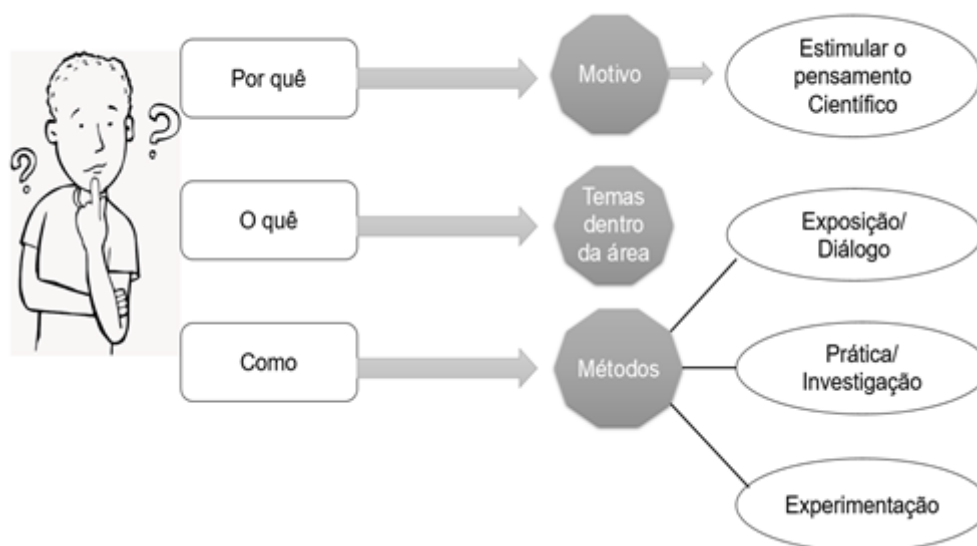 Por quê
Motivo
Estimular o
pensamento
Científico
?
?
O quê
Temas
dentro
da área
Exposição/
Diálogo
Como
Métodos
Prática/
Investigação
Experimentação